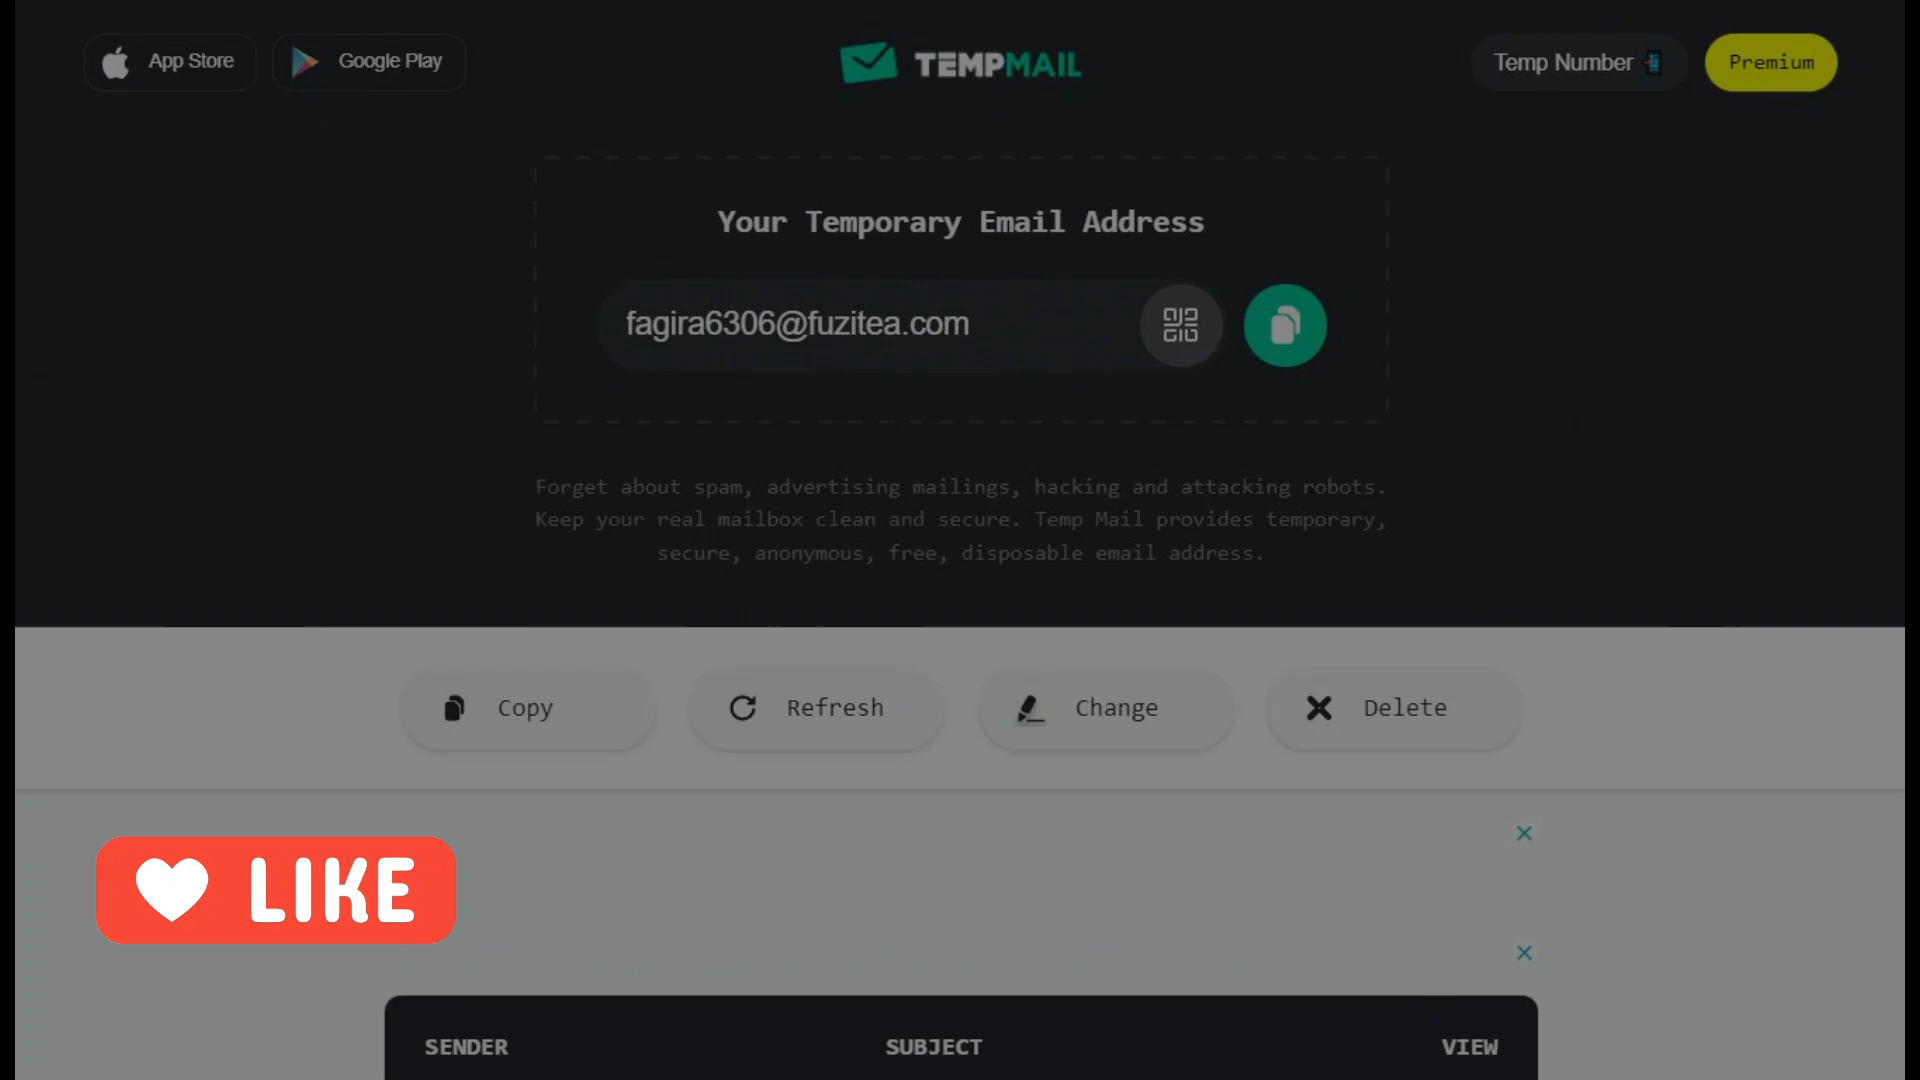 App Store
Google Play
TEMPMAIL
Temp Number
Premium
Your Temporary Email Address
fagira6306@fuzitea.com
Forget about spam, advertising mailings, hacking and attacking robots.
Keep your real mailbox clean and secure. Temp Mail provides temporary,
secure, anonymous, free, disposable email address.
Copy
Refresh
Change
Delete
LIKE
SENDER
SUBJECT
VIEW